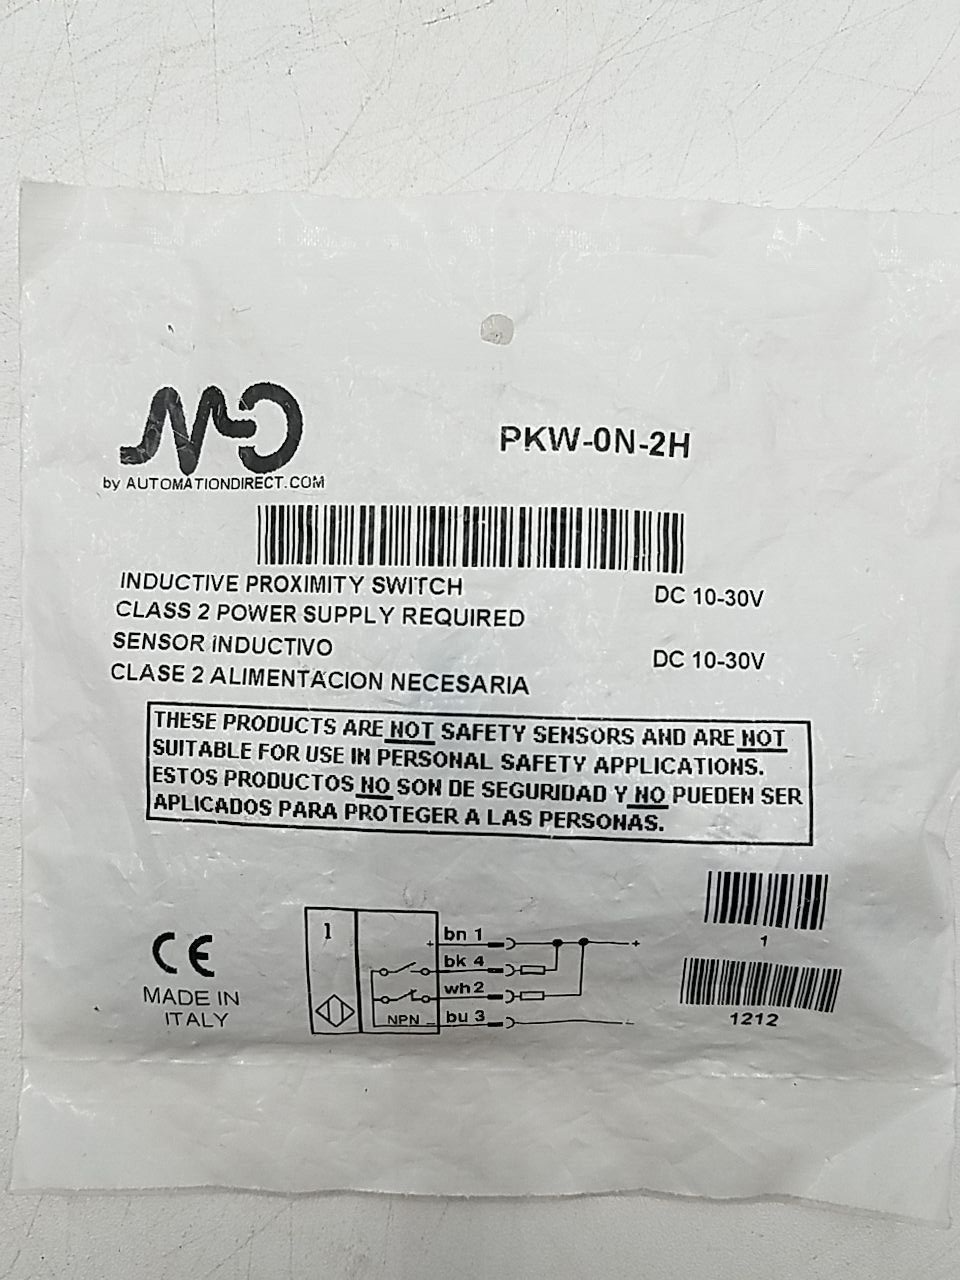 by AUTOMATIONDIRECT.COM
PKW-0N-2H
INDUCTIVE PROXIMITY SWITCH DC 10-30V
CLASS 2 POWER SUPPLY REQUIRED
SENSOR INDUCTIVO DC 10-30V
CLASE 2 ALIMENTACION NECESARIA
THESE PRODUCTS ARE NOT SAFETY SENSORS AND ARE NOT
SUITABLE FOR USE IN PERSONAL SAFETY APPLICATIONS.
ESTOS PRODUCTOS NO SON DE SEGURIDAD Y NO PUEDEN SER
APLICADOS PARA PROTEGER A LAS PERSONAS.
CE
MADE IN
ITALY
1
+ bn 1 +
bk 4
wh 2
NPN - bu 3 -
1
1212